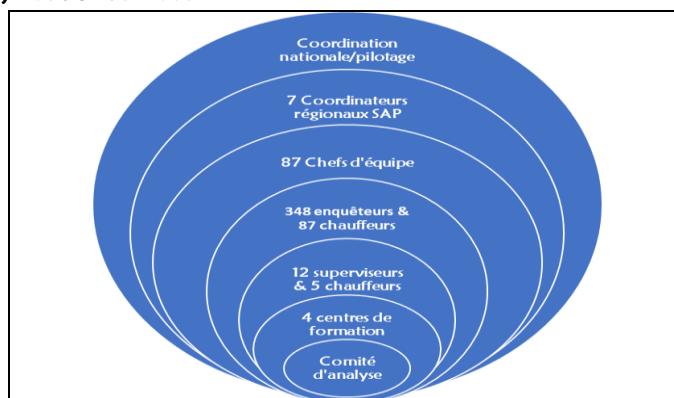 Coordination
nationale/pilotage
7 Coordinateurs
régionaux SAP
87 Chefs d'équipe
348 enquêteurs &
87 chauffeurs
12 superviseurs
& 5 chauffeurs
4 centres de
formation
Comité
d'analyse